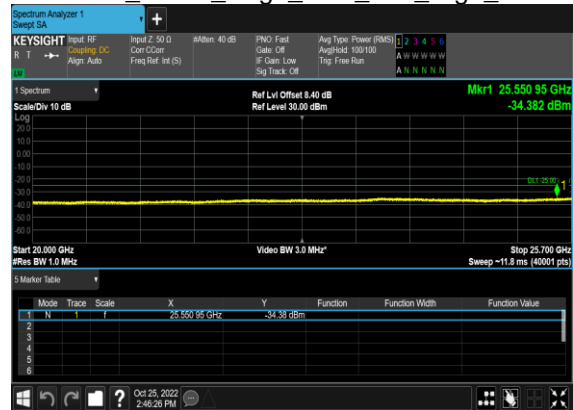 Spectrum Analyzer 1
Swept SA
+
KEYSIGHT Input: RF Input Z: 50 Ω #Atten: 40 dB PNO: Fast Avg Type: Power (RMS) 1 2 3 4 5 6
R T Coupling: DC Corr CCorr Gate: Off Avg|Hold: 100/100 A W W W W W
Align: Auto Freq Ref: Int (S) IF Gain: Low Trig: Free Run
LW Sig Track: Off A N N N N N
1 Spectrum Ref Lvl Offset 8.40 dB Mkr1 25.550 95 GHz
Scale/Div 10 dB Ref Level 30.00 dBm -34.382 dBm
Log
20.0
10.0
0.00
-10.0
-20.0
DL1 -25.00
1
-30.0
-40.0
-50.0
-60.0
Start 20.000 GHz Video BW 3.0 MHz* Stop 25.700 GHz
#Res BW 1.0 MHz Sweep ~11.8 ms (40001 pts)
5 Marker Table
Mode Trace Scale X Y Function Function Width Function Value
1 N 1 f 25.550 95 GHz -34.38 dBm
2
3
4
5
6
? Oct 25, 2022
2:46:26 PM